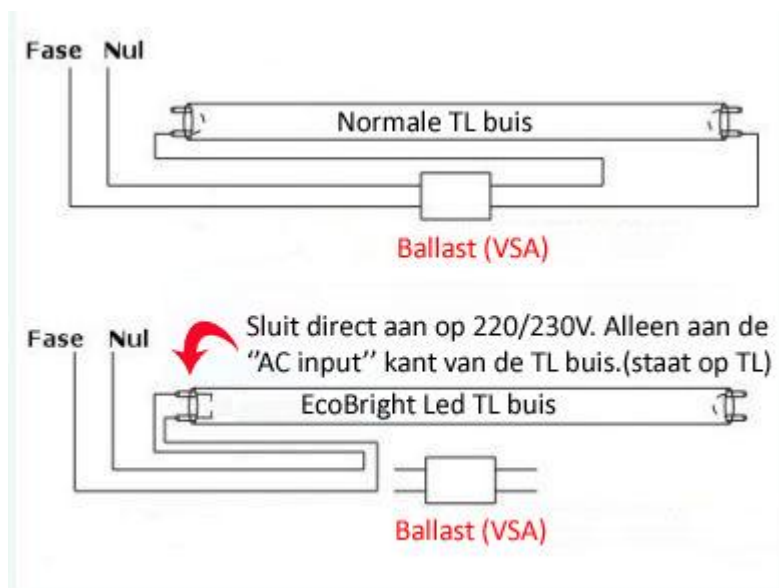 Fase Nul
Normale TL buis
Ballast (VSA)
Sluit direct aan op 220/230V. Alleen aan de
Fase Nul
‘’AC input’’ kant van de TL buis.(staat op TL)
EcoBright Led TL buis
Ballast (VSA)